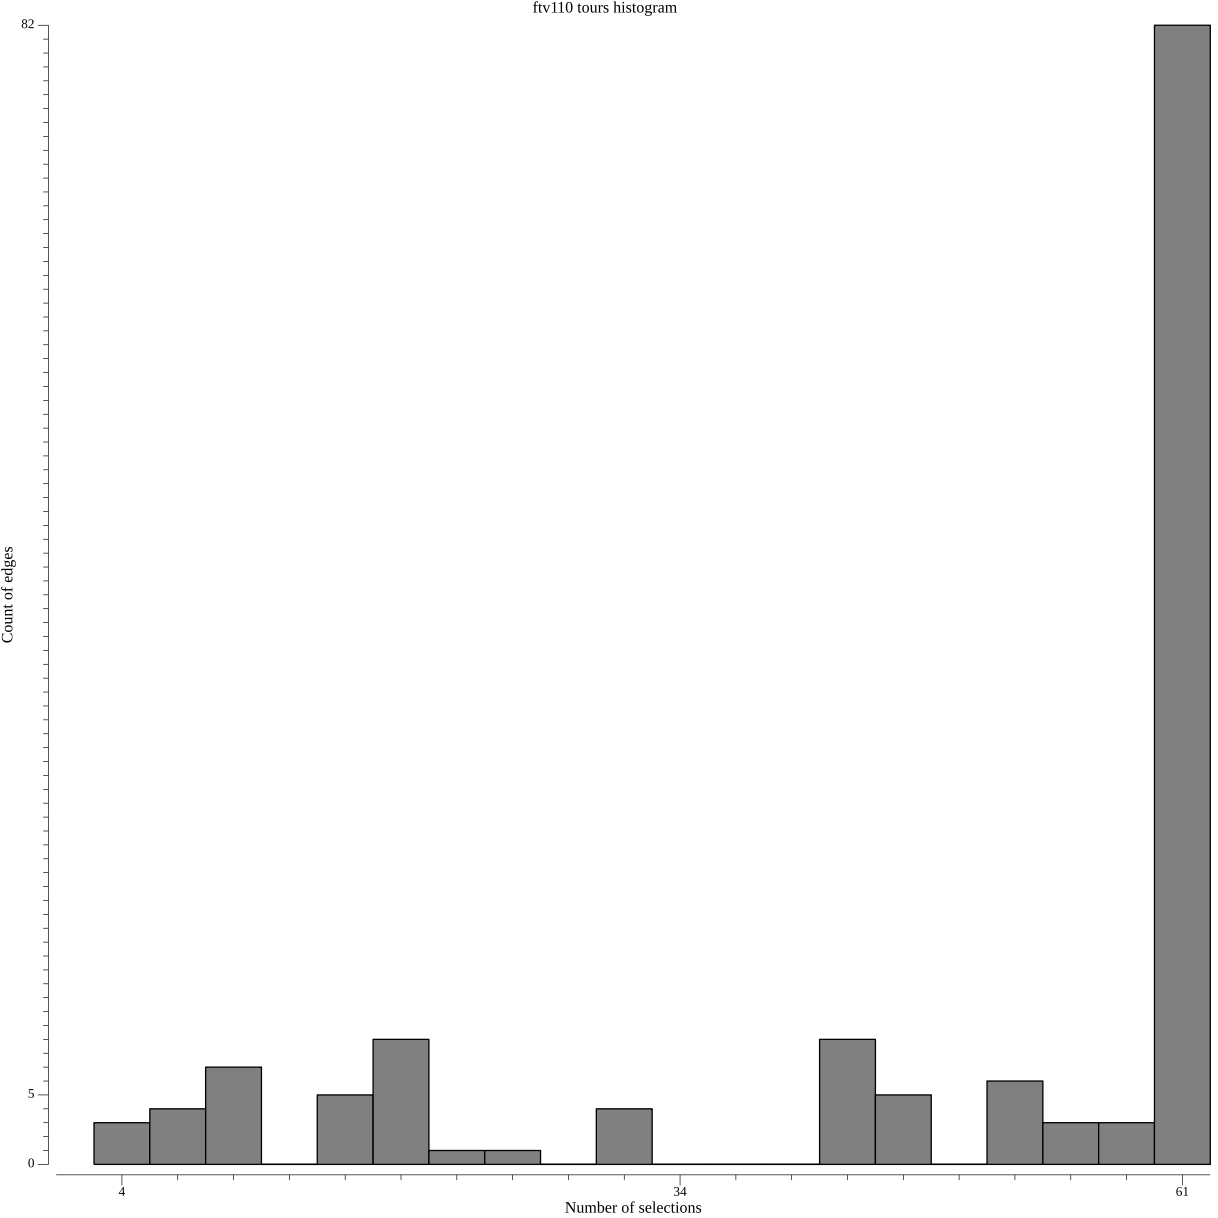 ftv110 tours histogram
82
Count of edges
5
0
4 34 61
Number of selections